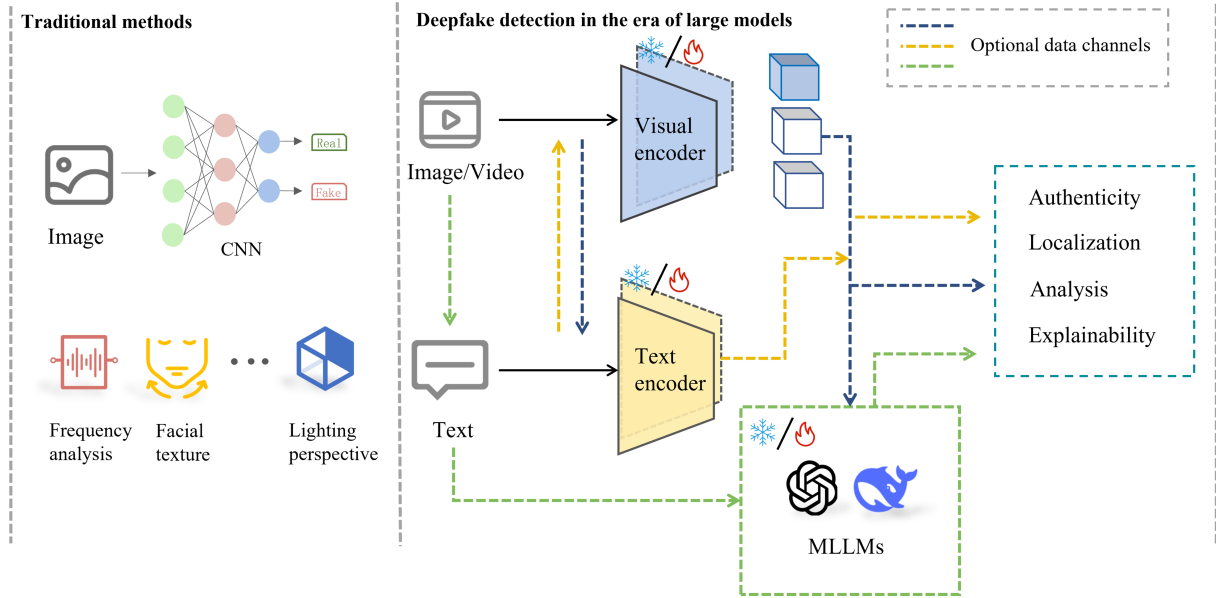 Traditional methods
Image
CNN
Real
Fake
Frequency
analysis
Facial
texture
Lighting
perspective
Deepfake detection in the era of large models
Optional data channels
Image/Video
Visual
encoder
Text
Text
encoder
MLLMs
Authenticity
Localization
Analysis
Explainability